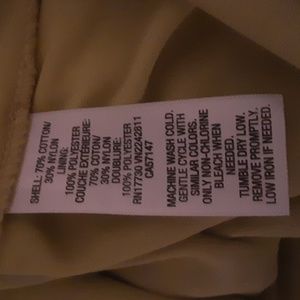 SHELL: 70% COTTON/
30% NYLON
LINING:
100% POLYESTER
COUCHE EXTÉRIEURE:
70% COTON/
30% NYLON
DOUBLURE:
100% POLYESTER
RN17730 VN2242811
CA57147
MACHINE WASH COLD.
GENTLE CYCLE WITH
SIMILAR COLORS.
ONLY NON-CHLORINE
BLEACH WHEN
NEEDED.
TUMBLE DRY LOW.
REMOVE PROMPTLY.
LOW IRON IF NEEDED.